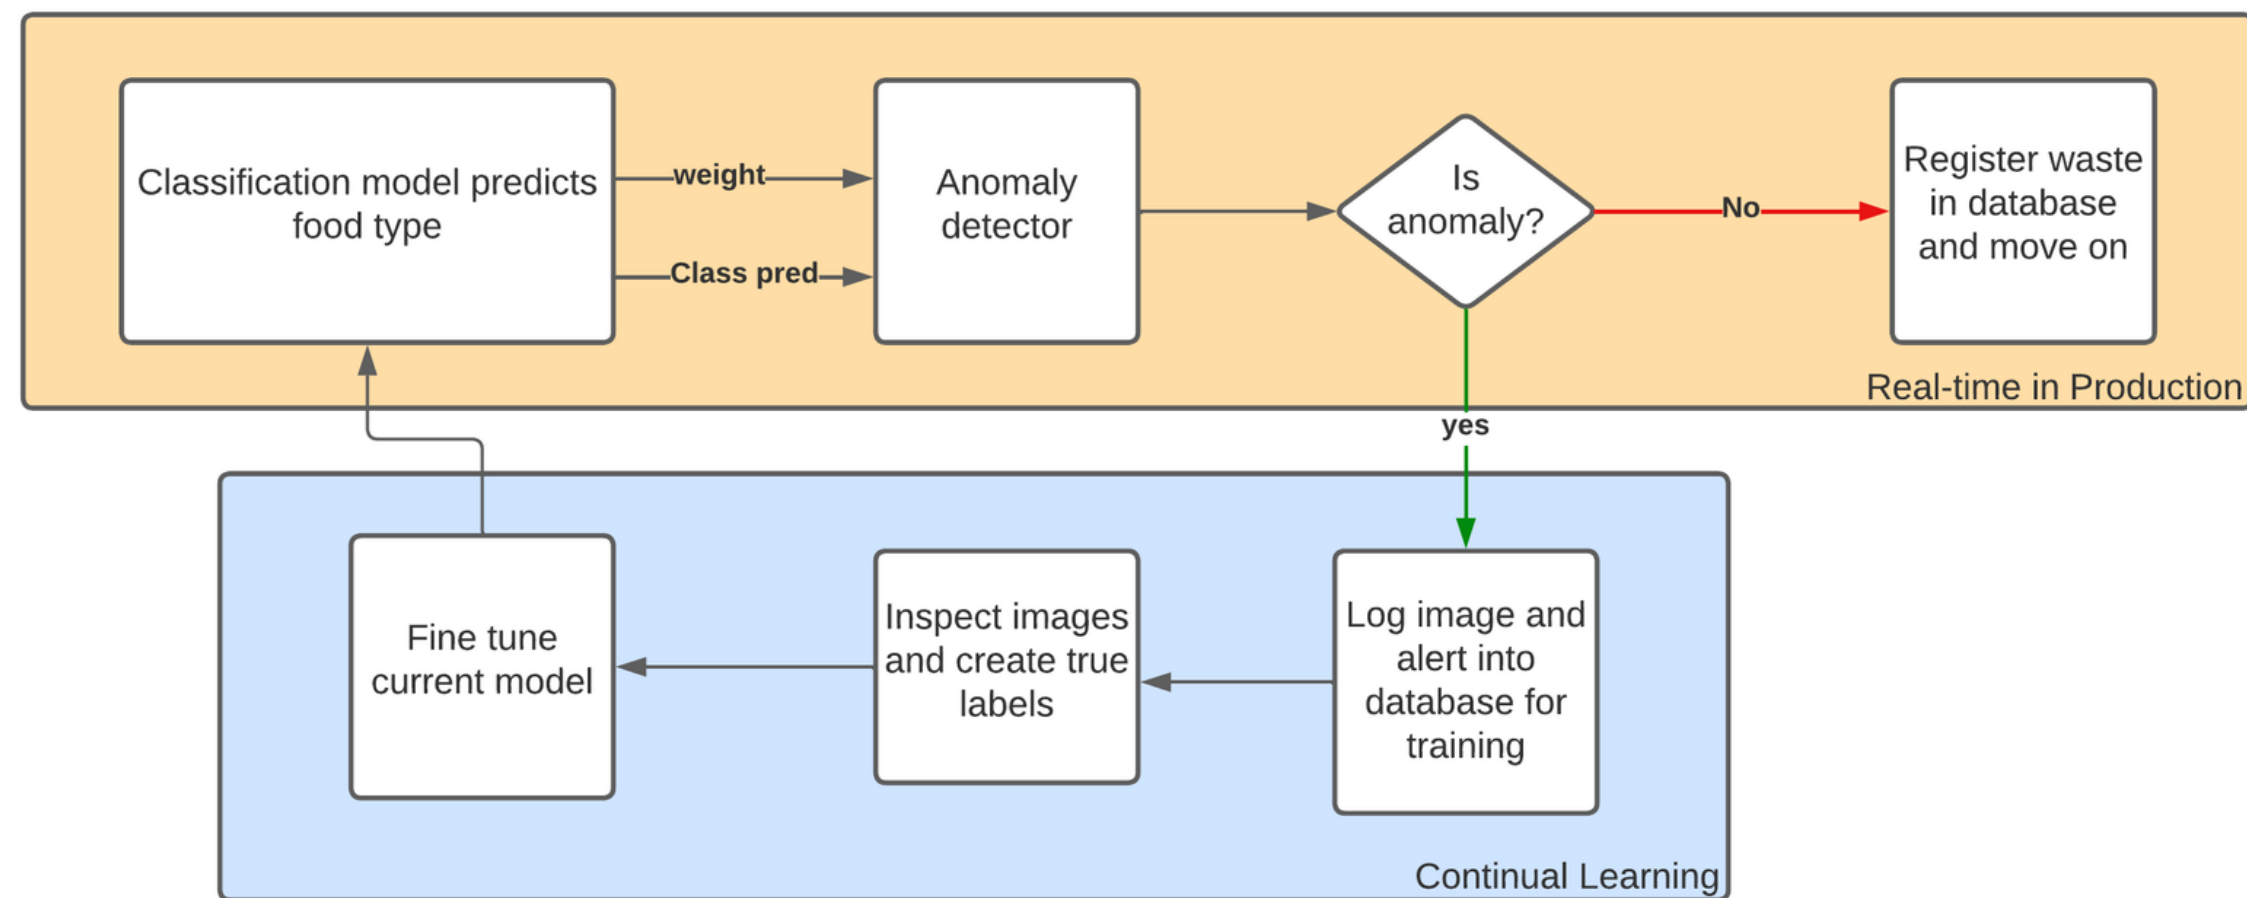 Classification model predicts
food type
weight
Class pred
Anomaly
detector
Is
anomaly?
No
Register waste
in database
and move on
Real-time in Production
yes
Fine tune
current model
Inspect images
and create true
labels
Log image and
alert into
database for
training
Continual Learning